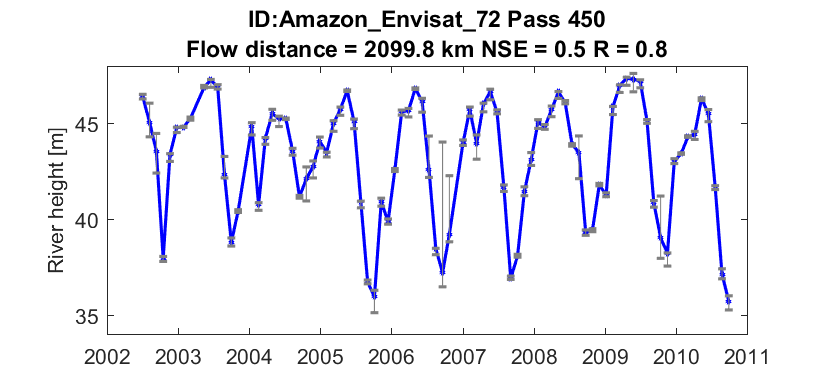 ID:Amazon_Envisat_72 Pass 450
Flow distance = 2099.8 km NSE = 0.5 R = 0.8
River height [m]
45
40
35
2002 2003 2004 2005 2006 2007 2008 2009 2010 2011